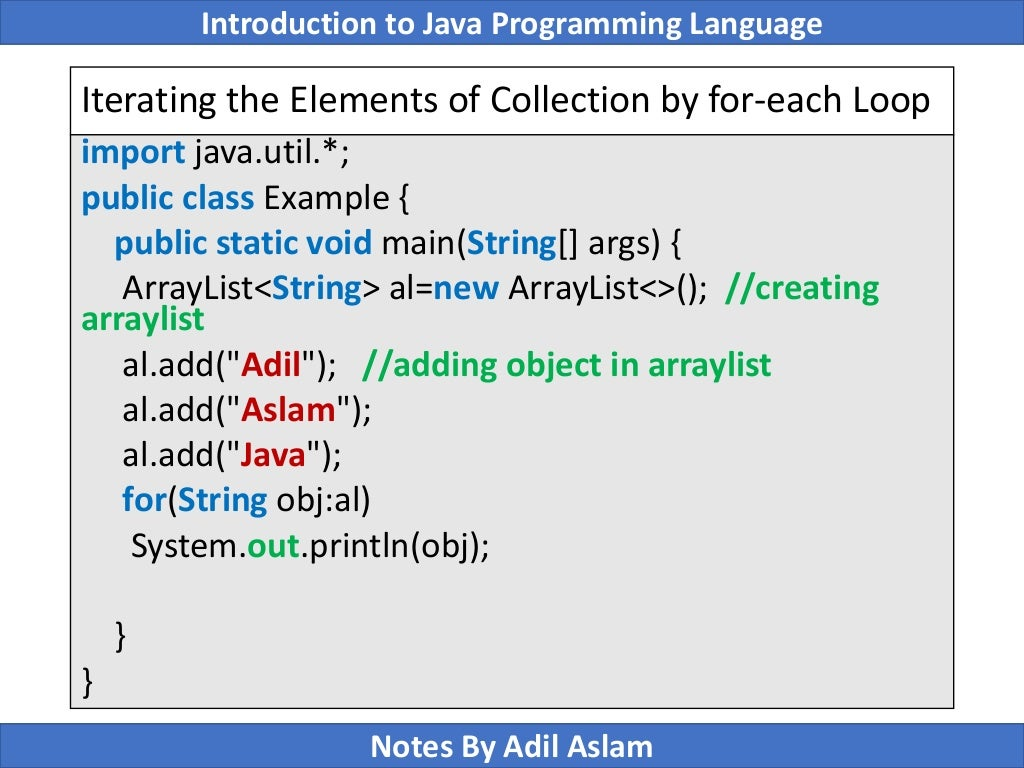 Introduction to Java Programming Language
Iterating the Elements of Collection by for-each Loop
import java.util.*;
public class Example {
public static void main(String[] args) {
ArrayList<String> al=new ArrayList<>();  //creating
arraylist
al.add("Adil");   //adding object in arraylist
al.add("Aslam");
al.add("Java");
for(String obj:al)
System.out.println(obj);
}
}
Notes By Adil Aslam